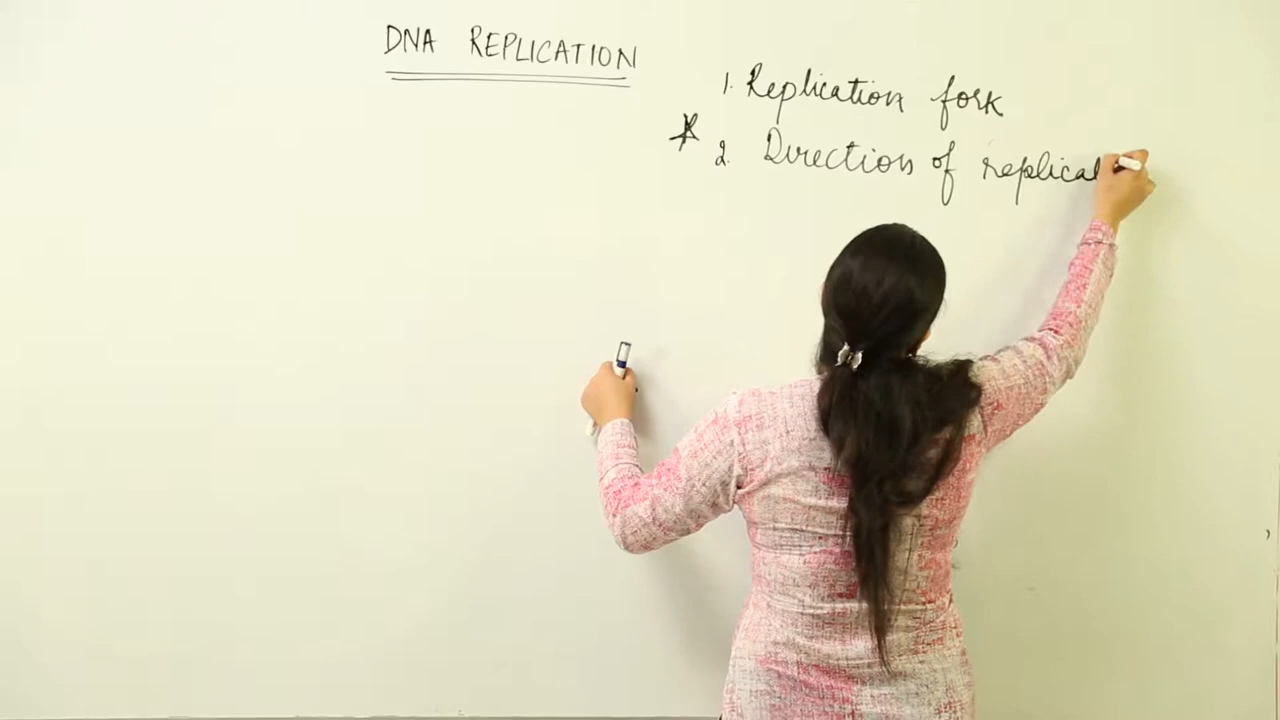 DNA REPLICATION
1. Replication fork
2. Direction of replicat